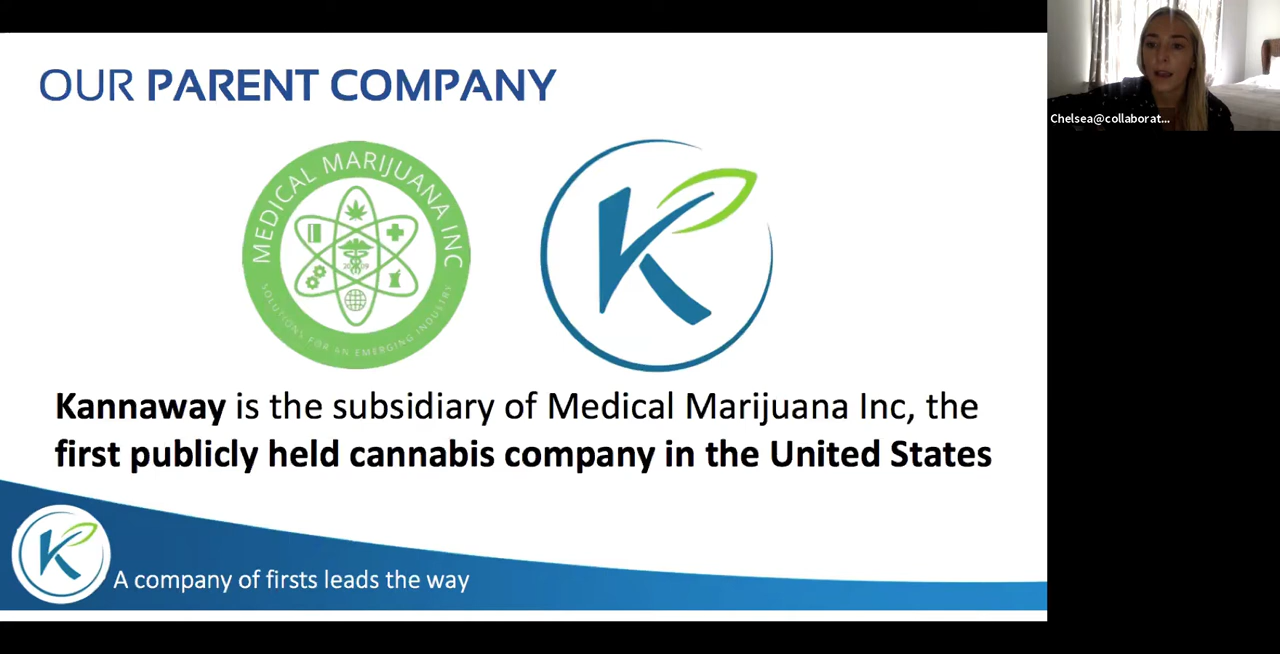 OUR PARENT COMPANY
MEDICAL MARIJUANA INC
SOLUTIONS FOR AN EMERGING INDUSTRY
Kannaway is the subsidiary of Medical Marijuana Inc, the
first publicly held cannabis company in the United States
K
A company of firsts leads the way
Chelsea@collaborat...